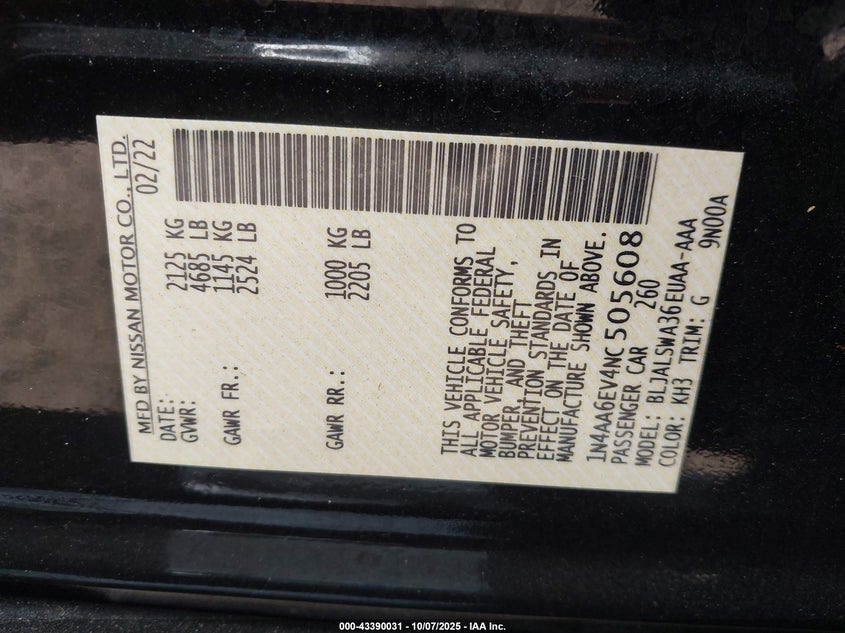 MFD BY NISSAN MOTOR CO., LTD.
DATE: 02/22
GVWR: 2125 KG
4685 LB
GAWR FR.: 1145 KG
2524 LB
GAWR RR.: 1000 KG
2205 LB
THIS VEHICLE CONFORMS TO
ALL APPLICABLE FEDERAL
MOTOR VEHICLE SAFETY,
BUMPER, AND THEFT
PREVENTION STANDARDS IN
EFFECT ON THE DATE OF
MANUFACTURE SHOWN ABOVE.
1N4AA6EV4NC505608
PASSENGER CAR 260
MODEL: BLJALSWA36EUAA-AAA
COLOR: KH3 TRIM: G 9N00A
000-43390031 - 10/07/2025 - IAA Inc.